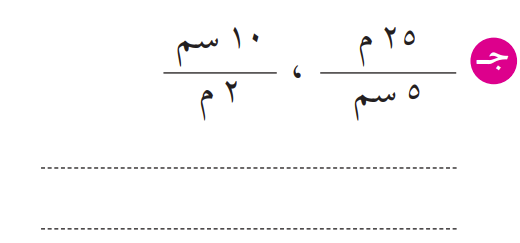 جـ
٢٥ م
٥ سم
،
١٠ سم
٢ م